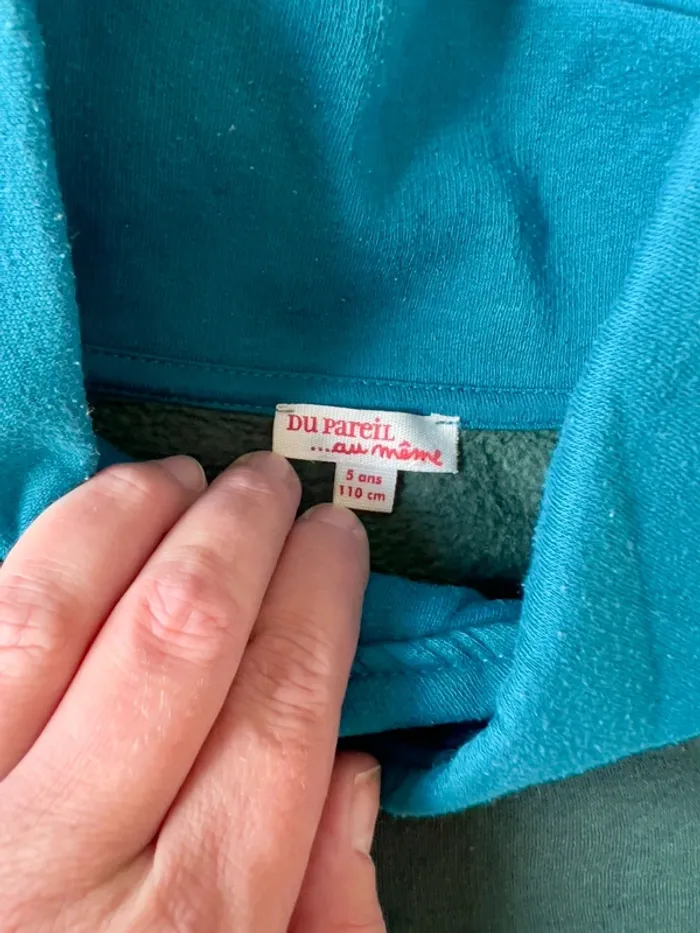 DU PAREIL
...au même
5 ans
110 cm